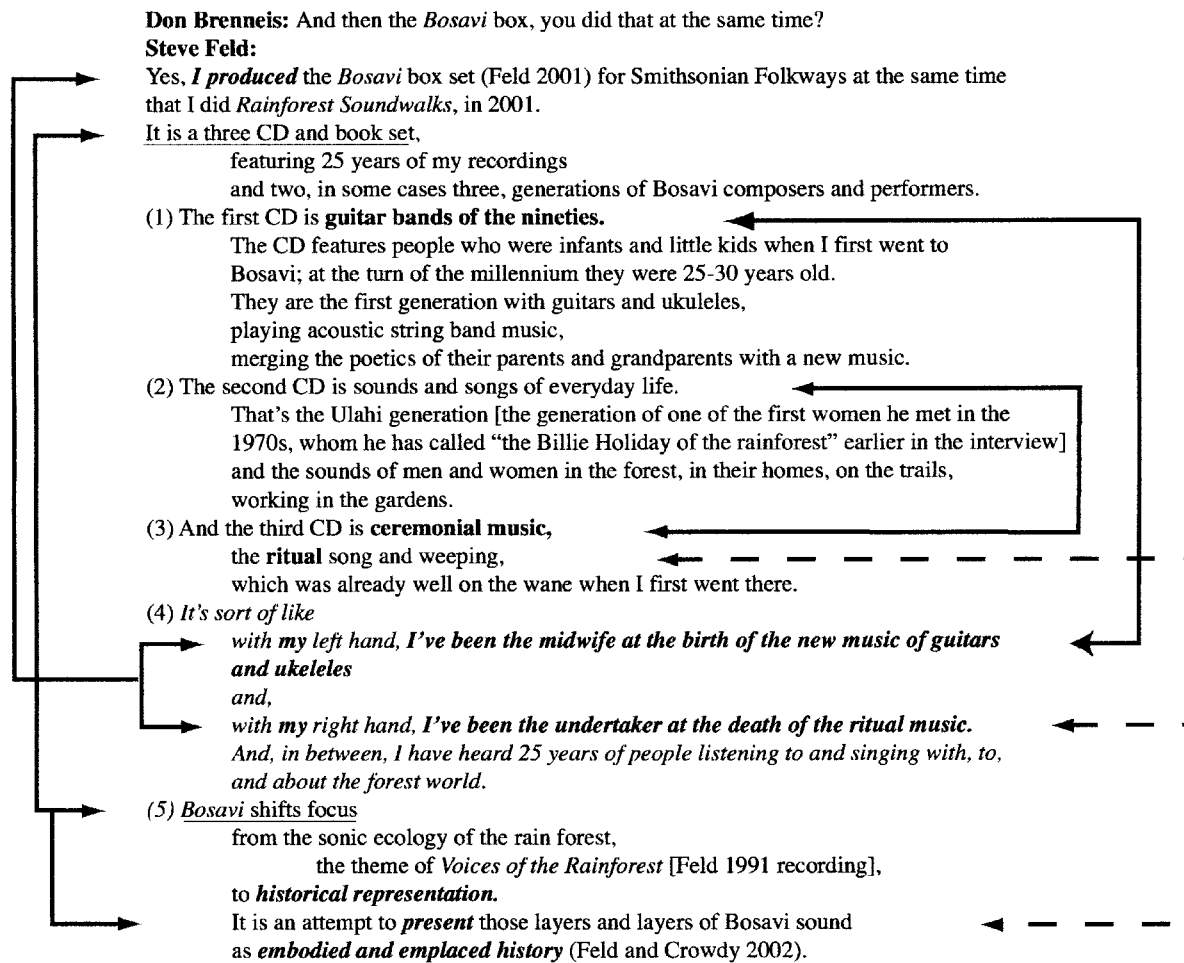 Don Brenneis: And then the Bosavi box, you did that at the same time?
Steve Feld:
Yes, I produced the Bosavi box set (Feld 2001) for Smithsonian Folkways at the same time
that I did Rainforest Soundwalks, in 2001.
It is a three CD and book set,
featuring 25 years of my recordings
and two, in some cases three, generations of Bosavi composers and performers.
(1) The first CD is guitar bands of the nineties.
The CD features people who were infants and little kids when I first went to
Bosavi; at the turn of the millennium they were 25-30 years old.
They are the first generation with guitars and ukuleles,
playing acoustic string band music,
merging the poetics of their parents and grandparents with a new music.
(2) The second CD is sounds and songs of everyday life.
That's the Ulahi generation [the generation of one of the first women he met in the
1970s, whom he has called “the Billie Holiday of the rainforest” earlier in the interview]
and the sounds of men and women in the forest, in their homes, on the trails,
working in the gardens.
(3) And the third CD is ceremonial music,
the ritual song and weeping,
which was already well on the wane when I first went there.
(4) It's sort of like
with my left hand, I've been the midwife at the birth of the new music of guitars
and ukeleles
and,
with my right hand, I've been the undertaker at the death of the ritual music.
And, in between, I have heard 25 years of people listening to and singing with, to,
and about the forest world.
(5) Bosavi shifts focus
from the sonic ecology of the rain forest,
the theme of Voices of the Rainforest [Feld 1991 recording],
to historical representation.
It is an attempt to present those layers and layers of Bosavi sound
as embodied and emplaced history (Feld and Crowdy 2002).